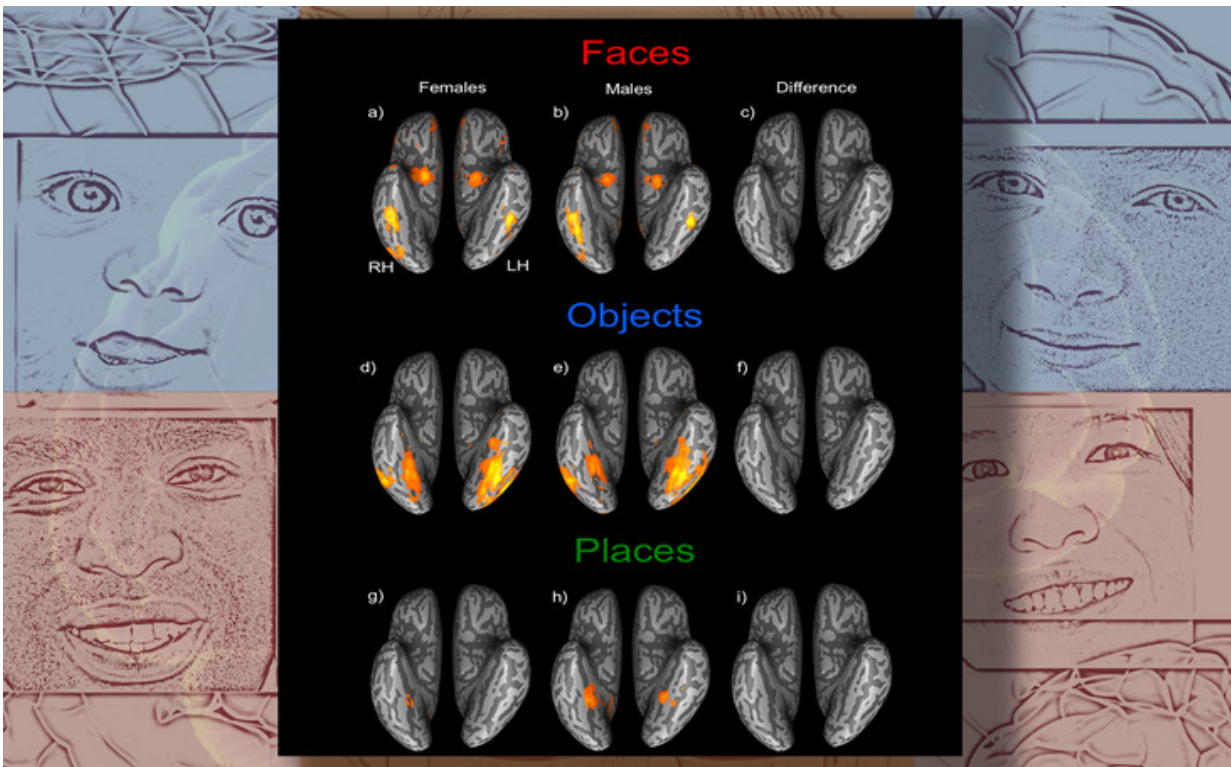 Faces
Females Males Difference
a) b) c)
RH LH
Objects
d) e) f)
Places
g) h) i)